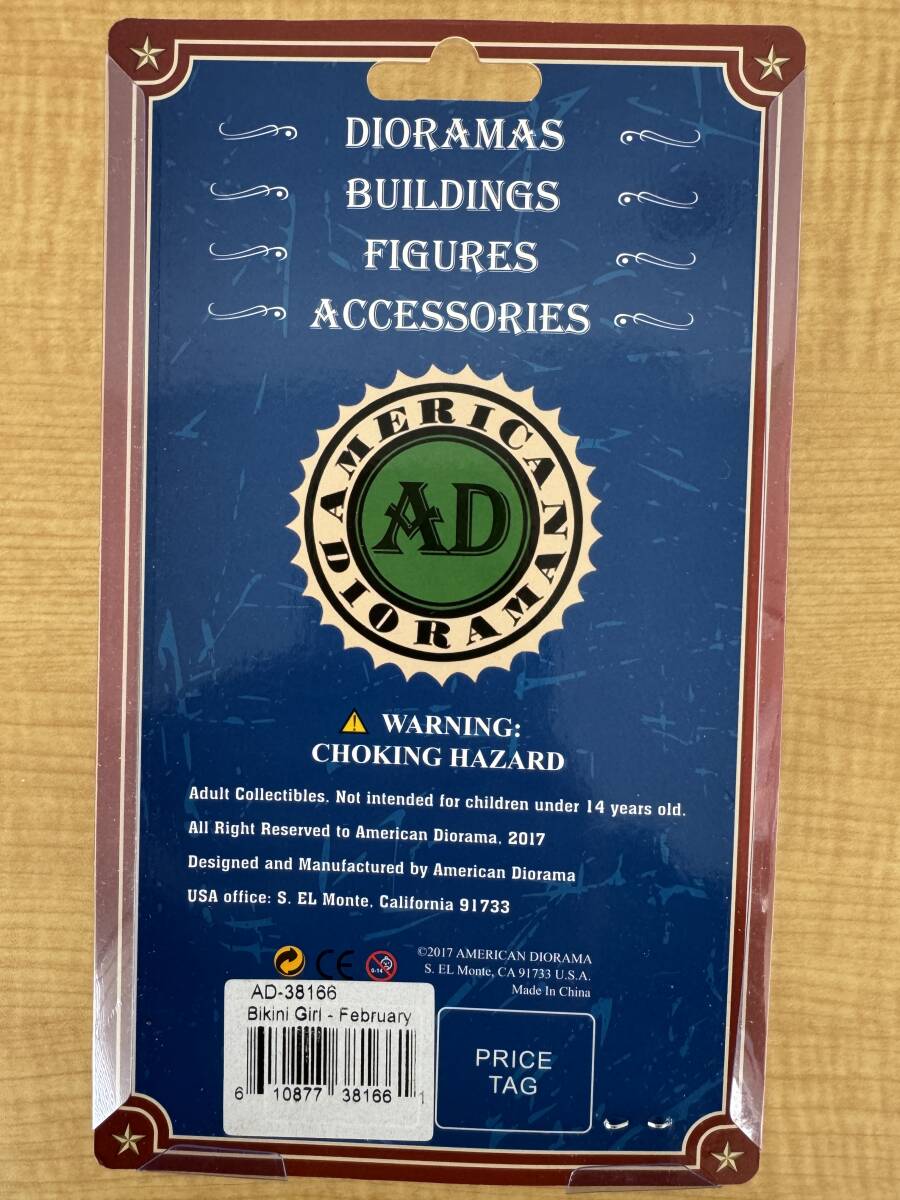 DIORAMAS
BUILDINGS
FIGURES
ACCESSORIES
AMERICAN
AD
DIORAMA
WARNING:
CHOKING HAZARD
Adult Collectibles. Not intended for children under 14 years old.
All Right Reserved to American Diorama, 2017
Designed and Manufactured by American Diorama
USA office: S. EL Monte, California 91733
CE
0-14
©2017 AMERICAN DIORAMA
S. EL Monte, CA 91733 U.S.A.
Made In China
AD-38166
Bikini Girl - February
6 10877 38166 1
PRICE
TAG